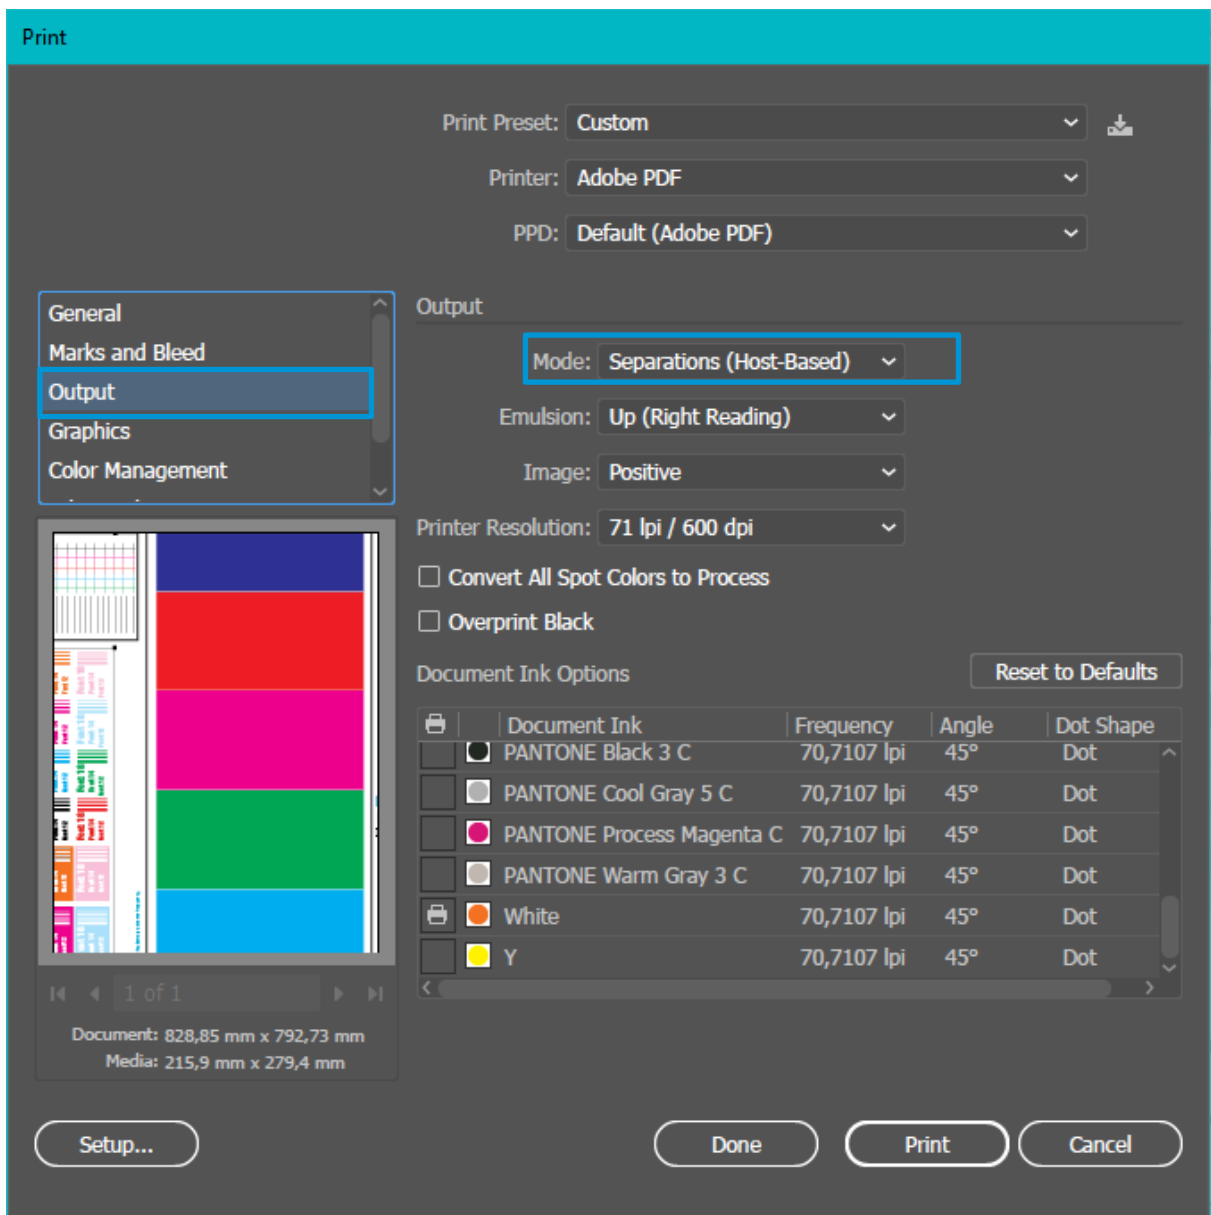 Print
Print Preset: Custom
Printer: Adobe PDF
PPD: Default (Adobe PDF)
General
Marks and Bleed
Output
Graphics
Color Management
Output
Mode: Separations (Host-Based)
Emulsion: Up (Right Reading)
Image: Positive
Printer Resolution: 71 lpi / 600 dpi
Convert All Spot Colors to Process
Overprint Black
Document Ink Options
Reset to Defaults
Document Ink Frequency Angle Dot Shape
PANTONE Black 3 C 70,7107 lpi 45° Dot
PANTONE Cool Gray 5 C 70,7107 lpi 45° Dot
PANTONE Process Magenta C 70,7107 lpi 45° Dot
PANTONE Warm Gray 3 C 70,7107 lpi 45° Dot
White 70,7107 lpi 45° Dot
Y 70,7107 lpi 45° Dot
1 of 1
Document: 828,85 mm x 792,73 mm
Media: 215,9 mm x 279,4 mm
Setup...
Done
Print
Cancel